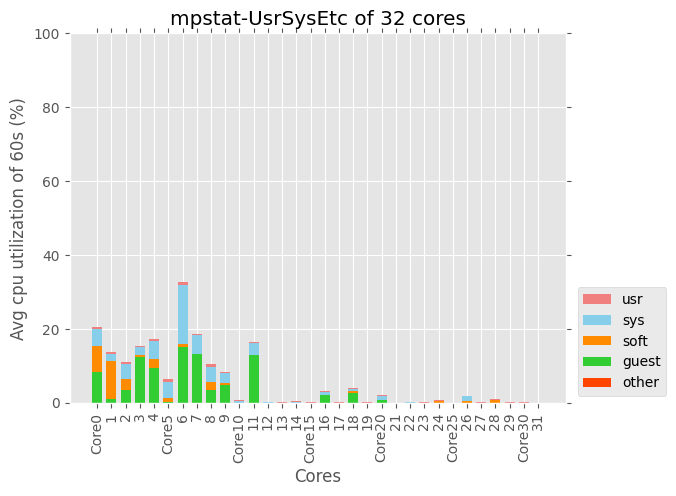 mpstat-UsrSysEtc of 32 cores
Avg cpu utilization of 60s (%)
100
80
60
40
20
0
Core0
1
2
3
4
Core5
6
7
8
9
Core10
11
12
13
14
Core15
16
17
18
19
Core20
21
22
23
24
Core25
26
27
28
29
Core30
31
Cores
usr
sys
soft
guest
other